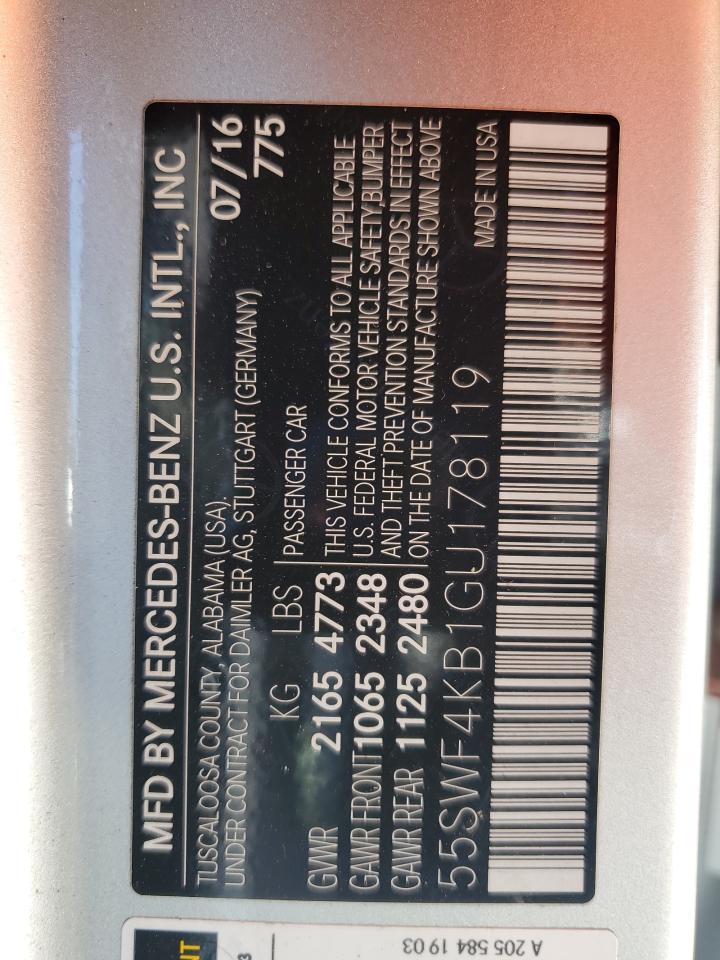 MFD BY MERCEDES-BENZ U.S. INTL., INC
TUSCALOOSA COUNTY, ALABAMA (USA). 07/16
UNDER CONTRACT FOR DAIMLER AG, STUTTGART (GERMANY) 775
KG LBS PASSENGER CAR
GVWR 2165 4773 THIS VEHICLE CONFORMS TO ALL APPLICABLE
GAWR FRONT 1065 2348 U.S. FEDERAL MOTOR VEHICLE SAFETY, BUMPER
GAWR REAR 1125 2480 AND THEFT PREVENTION STANDARDS IN EFFECT
ON THE DATE OF MANUFACTURE SHOWN ABOVE
55SWF4KB1GU178119 MADE IN USA
NT
3
A 205 584 19 03